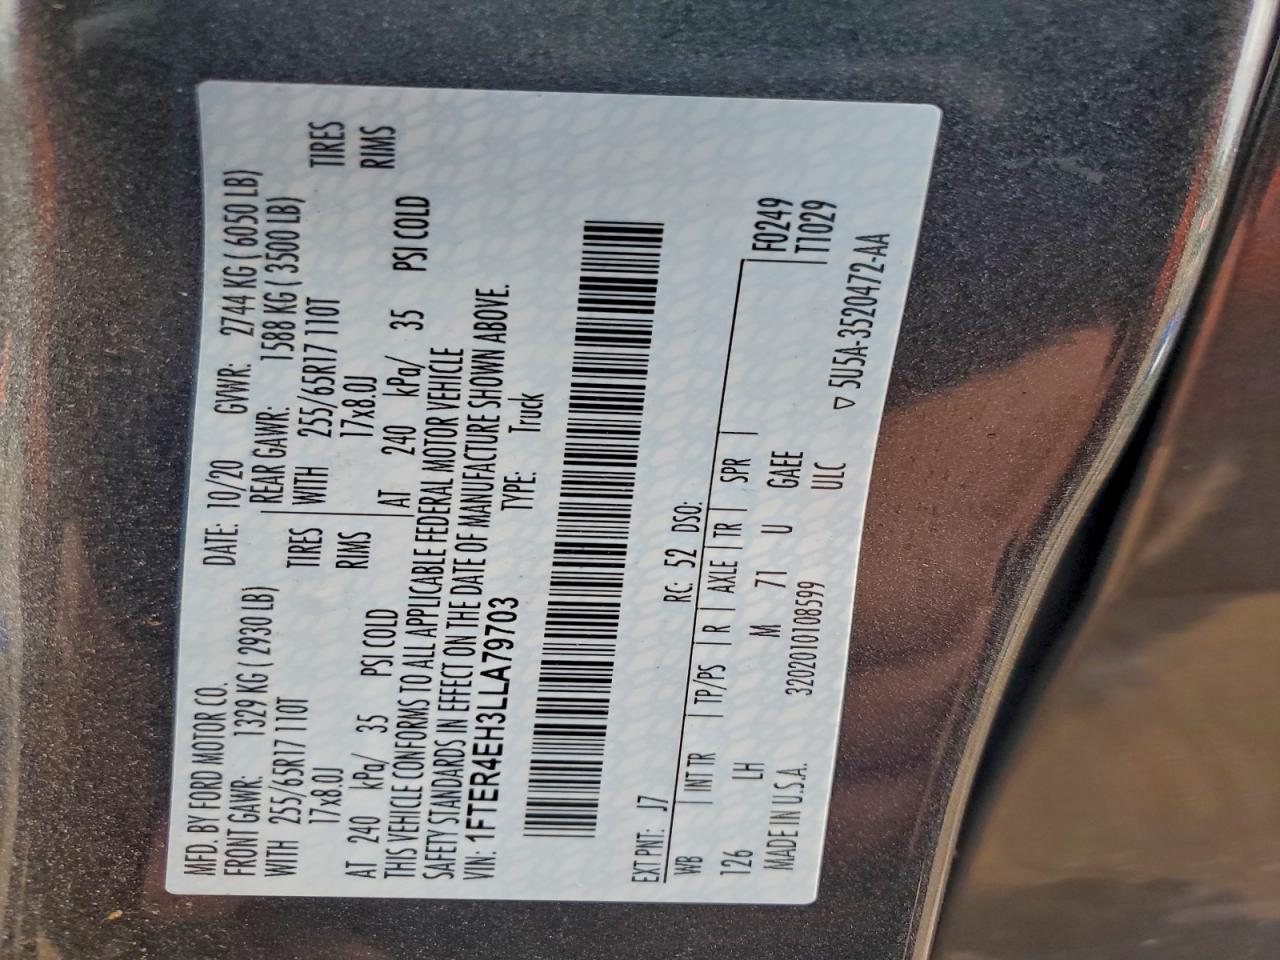 MFD. BY FORD MOTOR CO.
DATE: 10/20 GVWR: 2744 KG ( 6050 LB)
FRONT GAWR: 1329 KG ( 2930 LB) REAR GAWR: 1588 KG ( 3500 LB)
WITH 255/65R17 110T TIRES WITH 255/65R17 110T TIRES
17x8.0J RIMS 17x8.0J RIMS
AT 240 kPa/ 35 PSI COLD AT 240 kPa/ 35 PSI COLD
THIS VEHICLE CONFORMS TO ALL APPLICABLE FEDERAL MOTOR VEHICLE
SAFETY STANDARDS IN EFFECT ON THE DATE OF MANUFACTURE SHOWN ABOVE.
VIN: 1FTER4EH3LLA79703 TYPE: Truck
EXT PNT: J7 RC: 52 DSO:
WB INT TR TP/PS R AXLE TR SPR F0249
126 LH M 71 U GAEE T1029
MADE IN U.S.A. 320201010859​9 ULC ▽ 5U5A-3520472-AA